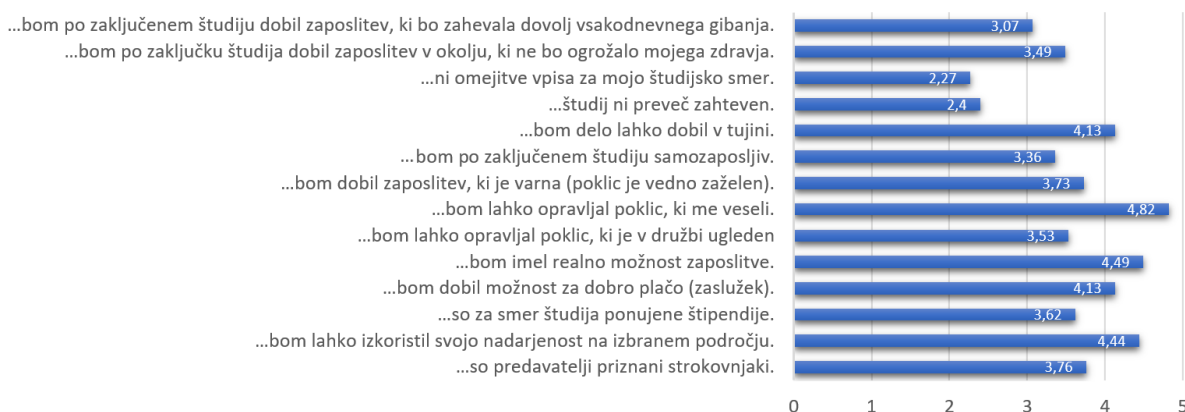 ...bom po zaključenem študiju dobil zaposlitev, ki bo zahevala dovolj vsakodnevnega gibanja. 3,07
...bom po zaključku študija dobil zaposlitev v okolju, ki ne bo ogrožalo mojega zdravja. 3,49
...ni omejitve vpisa za mojo študijsko smer. 2,27
...študij ni preveč zahteven. 2,4
...bom delo lahko dobil v tujini. 4,13
...bom po zaključenem študiju samozaposljiv. 3,36
...bom dobil zaposlitev, ki je varna (poklic je vedno zaželen). 3,73
...bom lahko opravljal poklic, ki me veseli. 4,82
...bom lahko opravljal poklic, ki je v družbi ugleden 3,53
...bom imel realno možnost zaposlitve. 4,49
...bom dobil možnost za dobro plačo (zaslužek). 4,13
...so za smer študija ponujene štipendije. 3,62
...bom lahko izkoristil svojo nadarjenost na izbranem področju. 4,44
...so predavatelji priznani strokovnjaki. 3,76
0 1 2 3 4 5